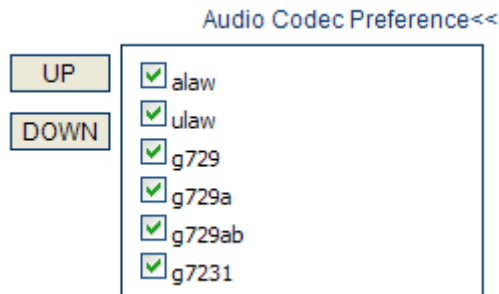 Audio Codec Preference<<
UP
DOWN
alaw
ulaw
g729
g729a
g729ab
g7231